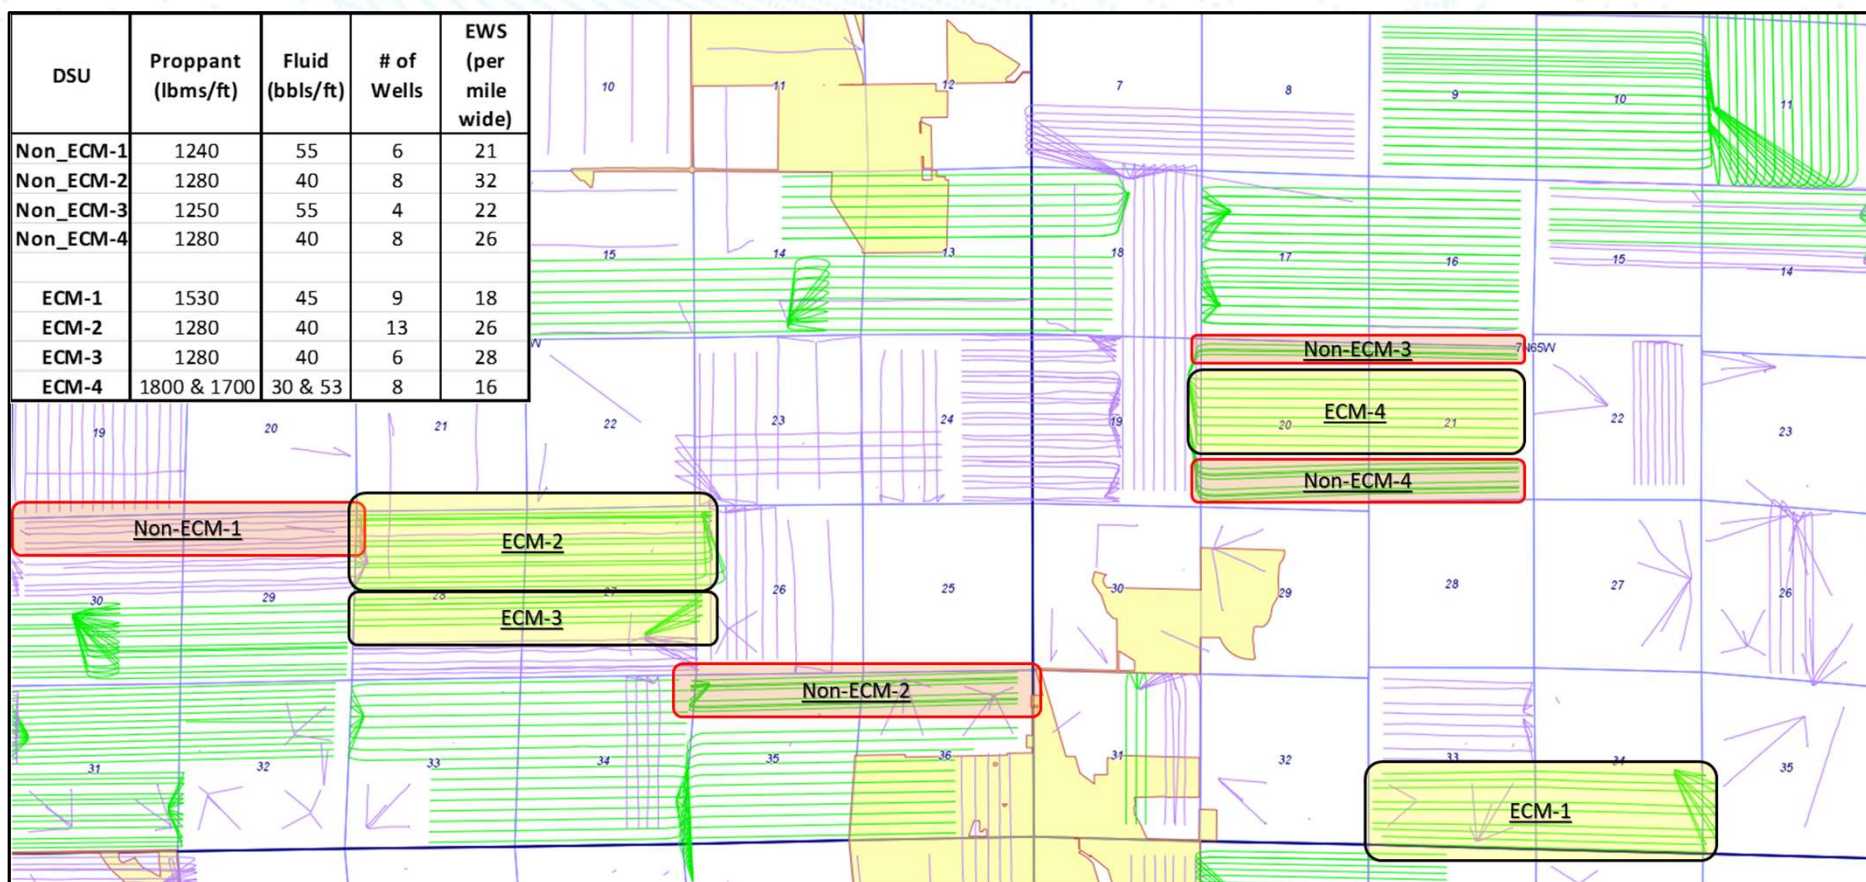 DSU Proppant (lbms/ft) Fluid (bbls/ft) # of Wells EWS (per mile wide)
Non_ECM-1 1240 55 6 21
Non_ECM-2 1280 40 8 32
Non_ECM-3 1250 55 4 22
Non_ECM-4 1280 40 8 26
ECM-1 1530 45 9 18
ECM-2 1280 40 13 26
ECM-3 1280 40 6 28
ECM-4 1800 & 1700 30 & 53 8 16
10 11 12 7 8 9 10 11
15 14 13 18 17 16 15 14
Non-ECM-3
7N65W
W
ECM-4
19 20 21 22 23 24 19 20 21 22 23
Non-ECM-4
Non-ECM-1
ECM-2
30 29 28 27 26 25 30 29 28 27 26
ECM-3
Non-ECM-2
31 32 33 34 35 36 31 32 33 34 35
ECM-1